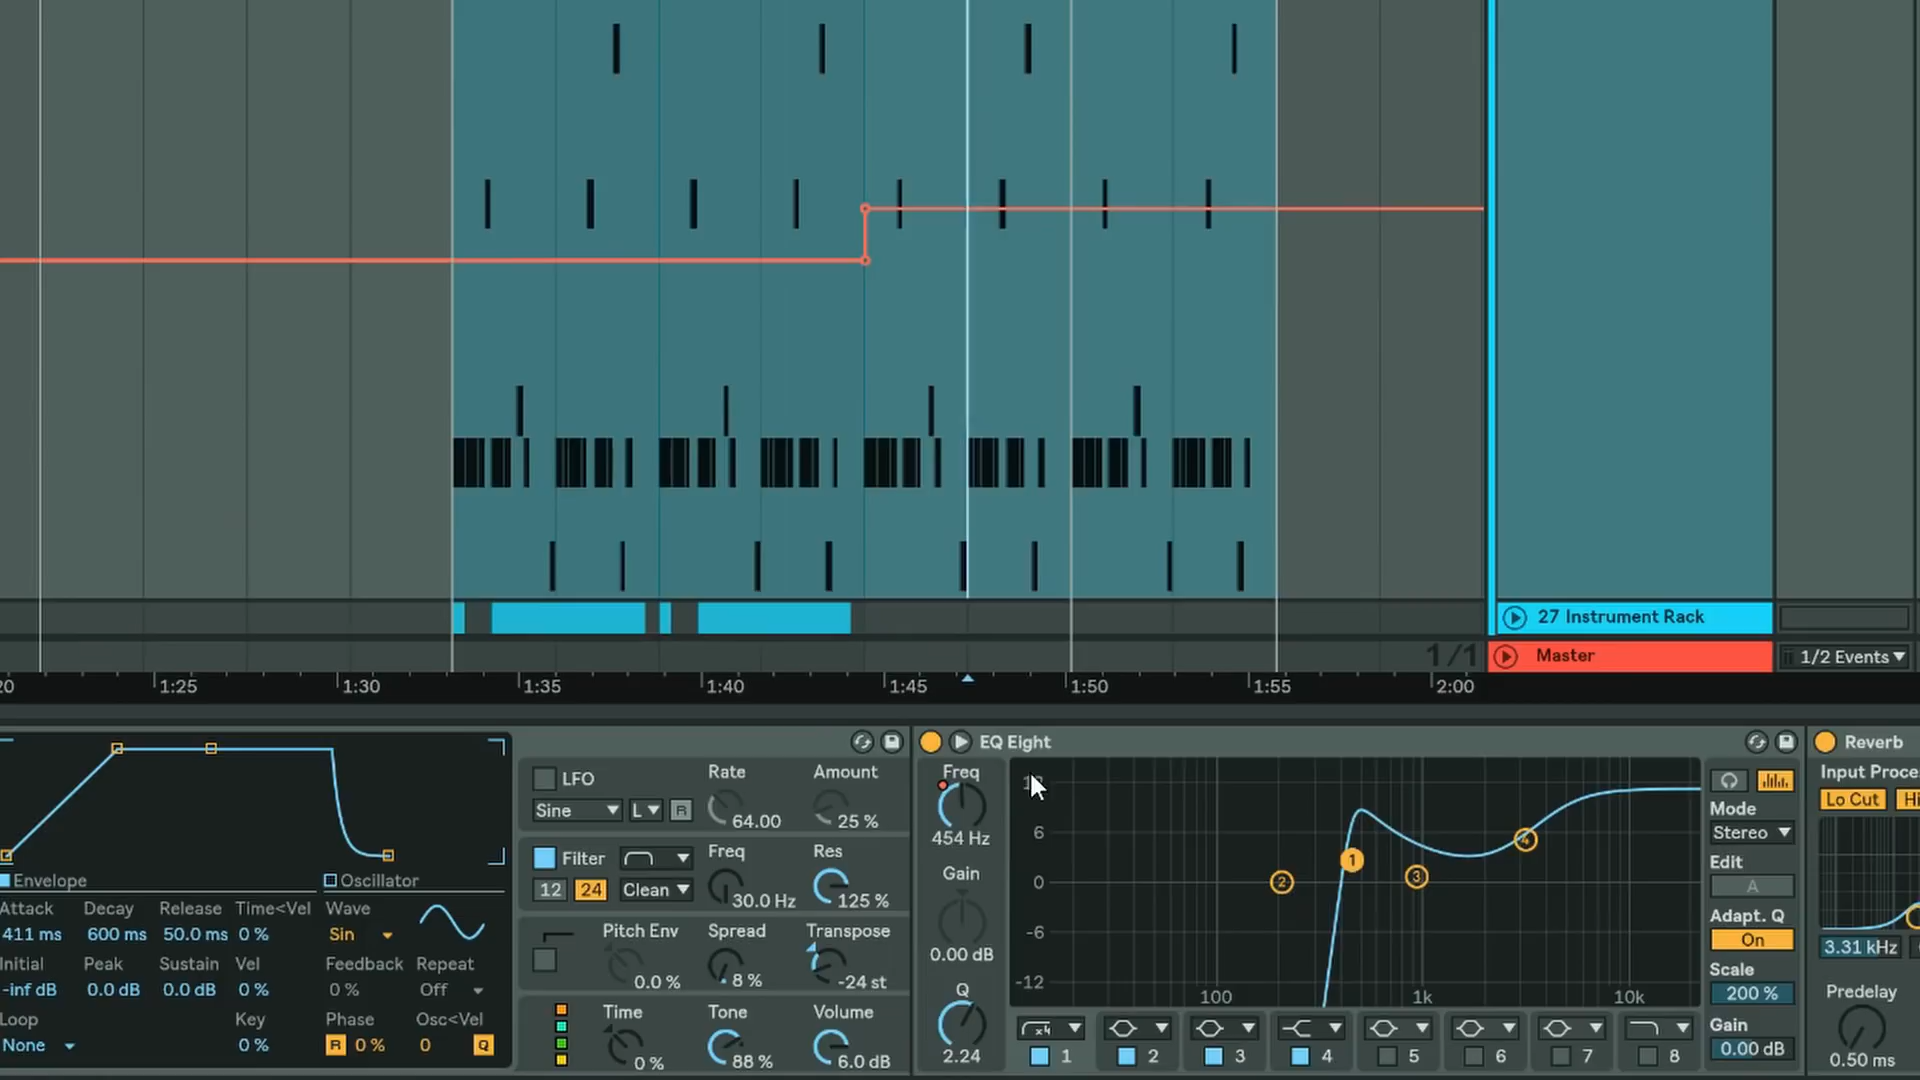 27 Instrument Rack
1/1
Master
1/2 Events
20 1:25 1:30 1:35 1:40 1:45 1:50 1:55 2:00
EQ Eight
Reverb
LFO
Rate
Amount
Sine
L
R
64.00
25 %
Filter
Freq
Res
12
24
Clean
30.0 Hz
125 %
Pitch Env
Spread
Transpose
0.0 %
8 %
-24 st
Time
Tone
Volume
0 %
88 %
6.0 dB
Envelope
Oscillator
Attack
Decay
Release
Time<Vel
Wave
411 ms
600 ms
50.0 ms
0 %
Sin
Initial
Peak
Sustain
Vel
Feedback
Repeat
-inf dB
0.0 dB
0.0 dB
0 %
0 %
Off
Loop
Key
Phase
Osc<Vel
None
0 %
R
0 %
0
Q
Freq
454 Hz
Gain
0.00 dB
Q
2.24
6
0
-6
-12
100
1k
10k
1
2
3
4
x4
1
2
3
4
5
6
7
8
Mode
Stereo
Edit
A
Adapt. Q
On
Scale
200 %
Gain
0.00 dB
Input Proce
Lo Cut
Hi
3.31 kHz
Predelay
0.50 ms